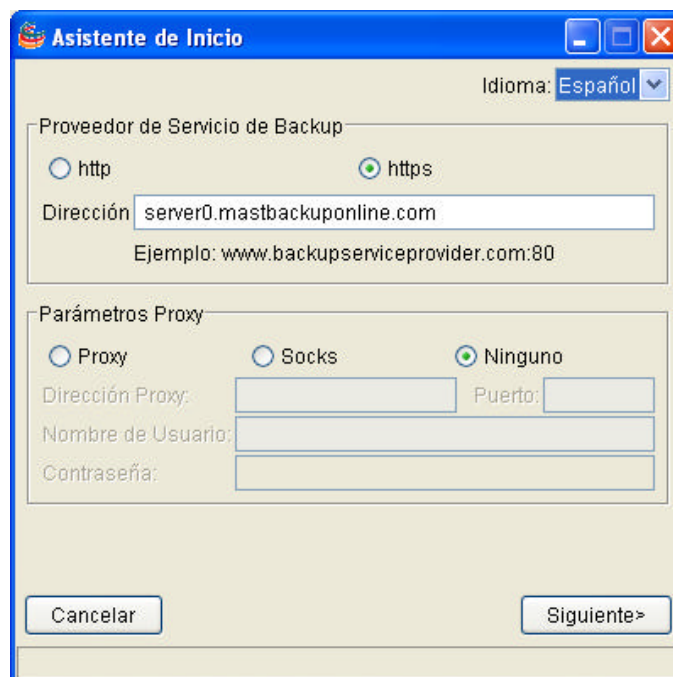 Asistente de Inicio
Idioma: Español
Proveedor de Servicio de Backup
http https
Dirección server0.mastbackuponline.com
Ejemplo: www.backupserviceprovider.com:80
Parámetros Proxy
Proxy Socks Ninguno
Dirección Proxy: Puerto:
Nombre de Usuario:
Contraseña:
Cancelar Siguiente>